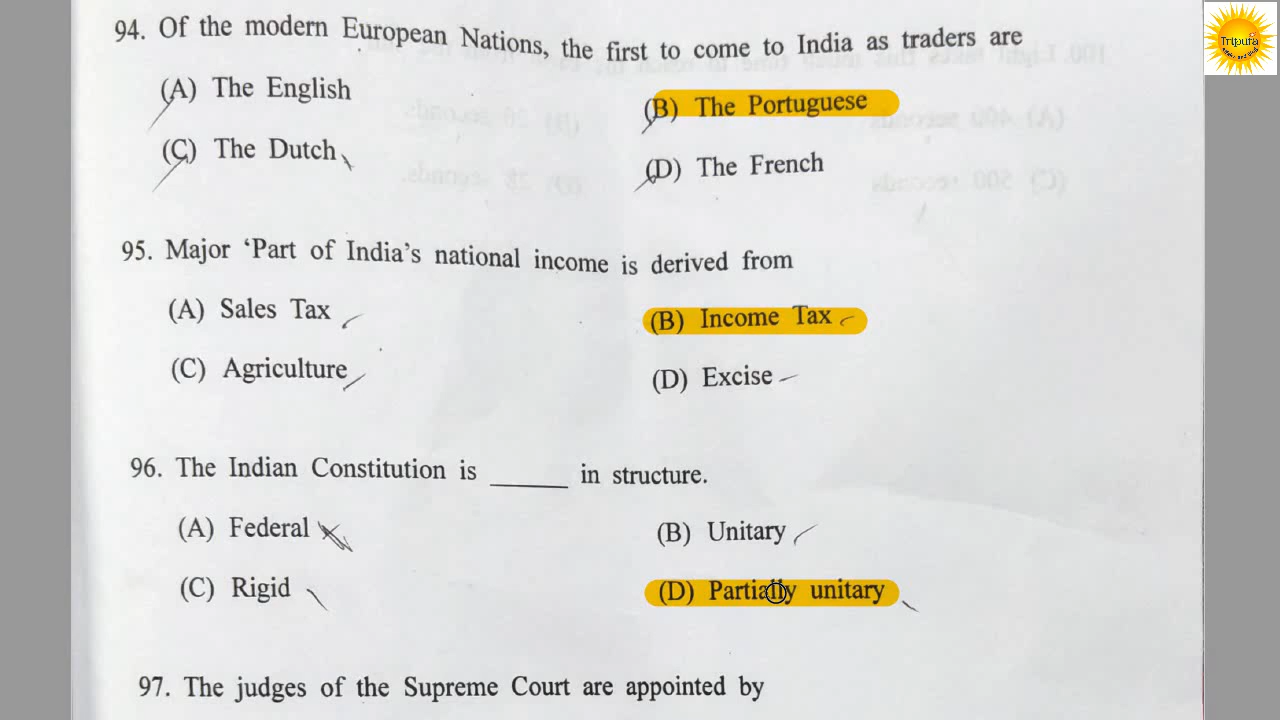 94. Of the modern European Nations, the first to come to India as traders are
(A) The English
(B) The Portuguese
(C) The Dutch
(D) The French
95. Major ‘Part of India’s national income is derived from
(A) Sales Tax
(B) Income Tax
(C) Agriculture
(D) Excise
96. The Indian Constitution is ______ in structure.
(A) Federal
(B) Unitary
(C) Rigid
(D) Partially unitary
97. The judges of the Supreme Court are appointed by
Tripura